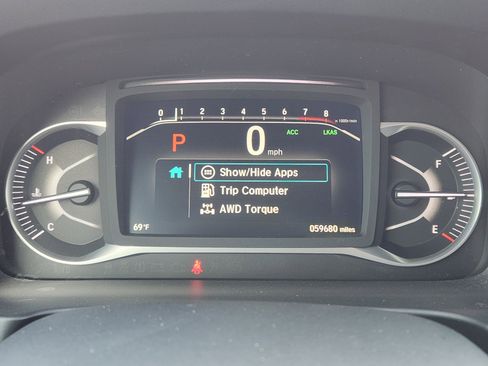 0 1 2 3 4 5 6 7 8 x 1000r/min
P 0 mph ACC LKAS
H
C
F
E
Show/Hide Apps
Trip Computer
AWD Torque
69°F
059680 miles